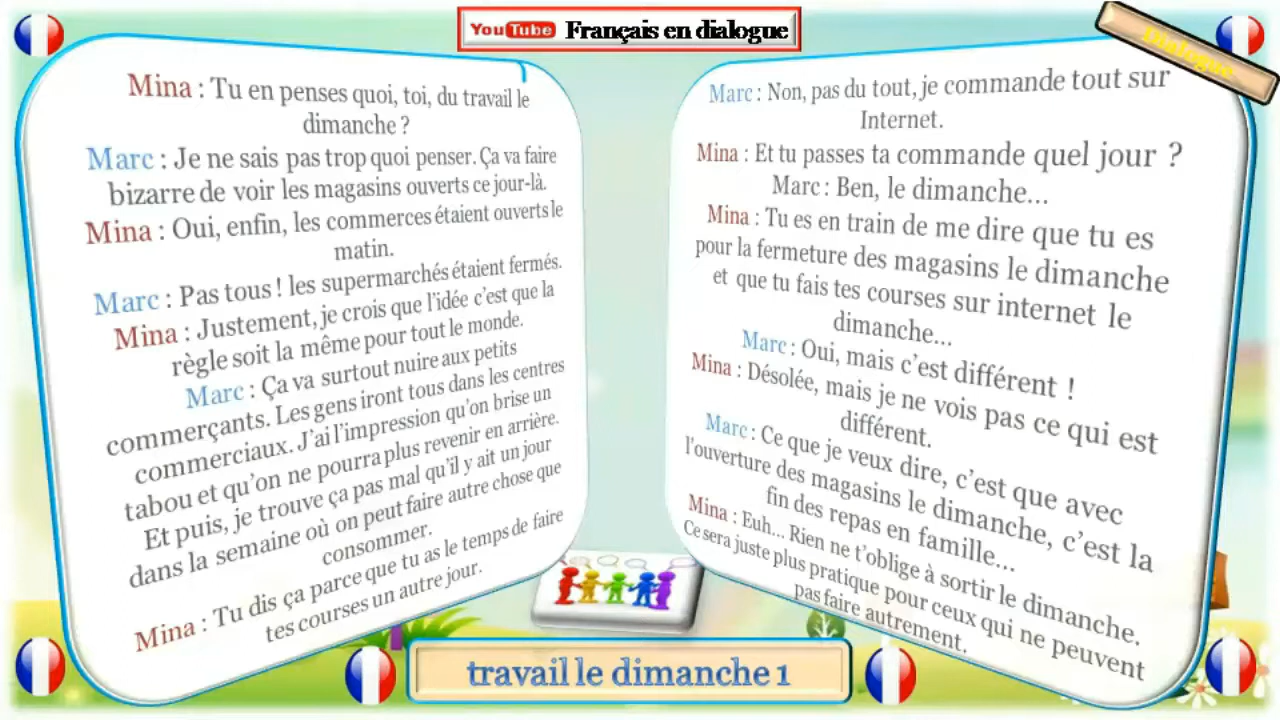 YouTube Français en dialogue
Dialogue
Mina : Tu en penses quoi, toi, du travail le
dimanche ?
Marc : Je ne sais pas trop quoi penser. Ça va faire
bizarre de voir les magasins ouverts ce jour-là.
Mina : Oui, enfin, les commerces étaient ouverts le
matin.
Marc : Pas tous ! les supermarchés étaient fermés.
Mina : Justement, je crois que l'idée c'est que la
règle soit la même pour tout le monde.
Marc : Ça va surtout nuire aux petits
commerçants. Les gens iront tous dans les centres
commerciaux. J'ai l'impression qu'on brise un
tabou et qu'on ne pourra plus revenir en arrière.
Et puis, je trouve ça pas mal qu'il y ait un jour
dans la semaine où on peut faire autre chose que
consommer.
Mina : Tu dis ça parce que tu as le temps de faire
tes courses un autre jour.
Marc : Non, pas du tout, je commande tout sur
Internet.
Mina : Et tu passes ta commande quel jour ?
Marc : Ben, le dimanche...
Mina : Tu es en train de me dire que tu es
pour la fermeture des magasins le dimanche
et que tu fais tes courses sur internet le
dimanche...
Marc : Oui, mais c'est différent !
Mina : Désolée, mais je ne vois pas ce qui est
différent.
Marc : Ce que je veux dire, c'est que avec
l'ouverture des magasins le dimanche, c'est la
fin des repas en famille...
Mina : Euh... Rien ne t'oblige à sortir le dimanche.
Ce sera juste plus pratique pour ceux qui ne peuvent
pas faire autrement.
travail le dimanche 1